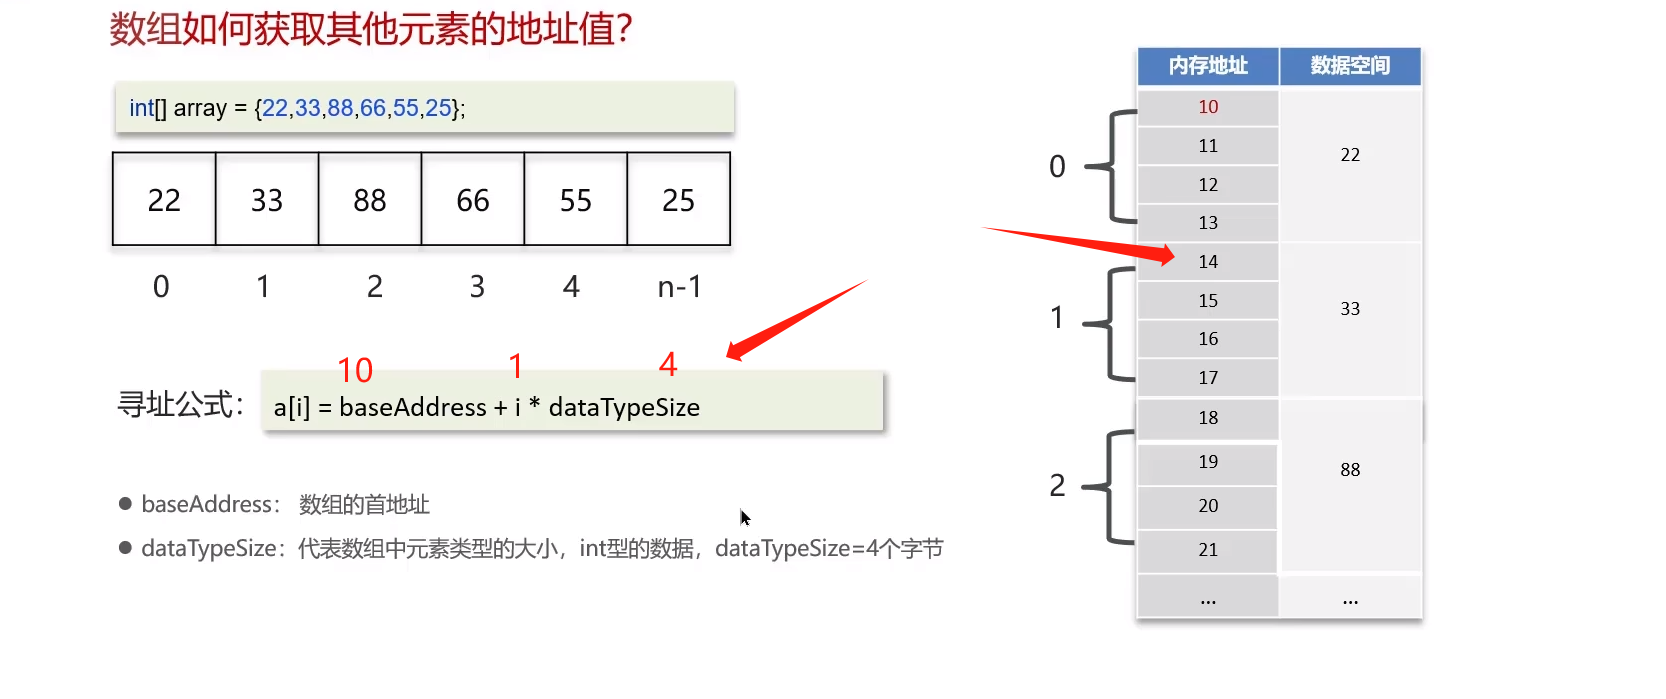 数组如何获取其他元素的地址值?
int[] array = {22,33,88,66,55,25};
22 33 88 66 55 25
0 1 2 3 4 n-1
10 1 4
寻址公式: a[i] = baseAddress + i * dataTypeSize
● baseAddress: 数组的首地址
● dataTypeSize:代表数组中元素类型的大小,int型的数据,dataTypeSize=4个字节
内存地址 数据空间
10
11
0 22
12
13
14
15
1 33
16
17
18
19
2 88
20
21
... ...